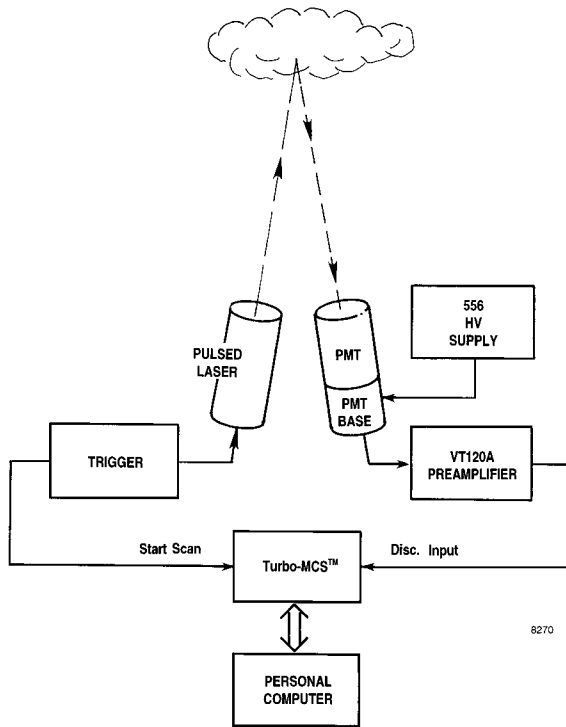 556
HV
SUPPLY
PULSED
LASER
PMT
PMT
BASE
TRIGGER
VT120A
PREAMPLIFIER
Start Scan
Turbo-MCS™
Disc. Input
8270
PERSONAL
COMPUTER